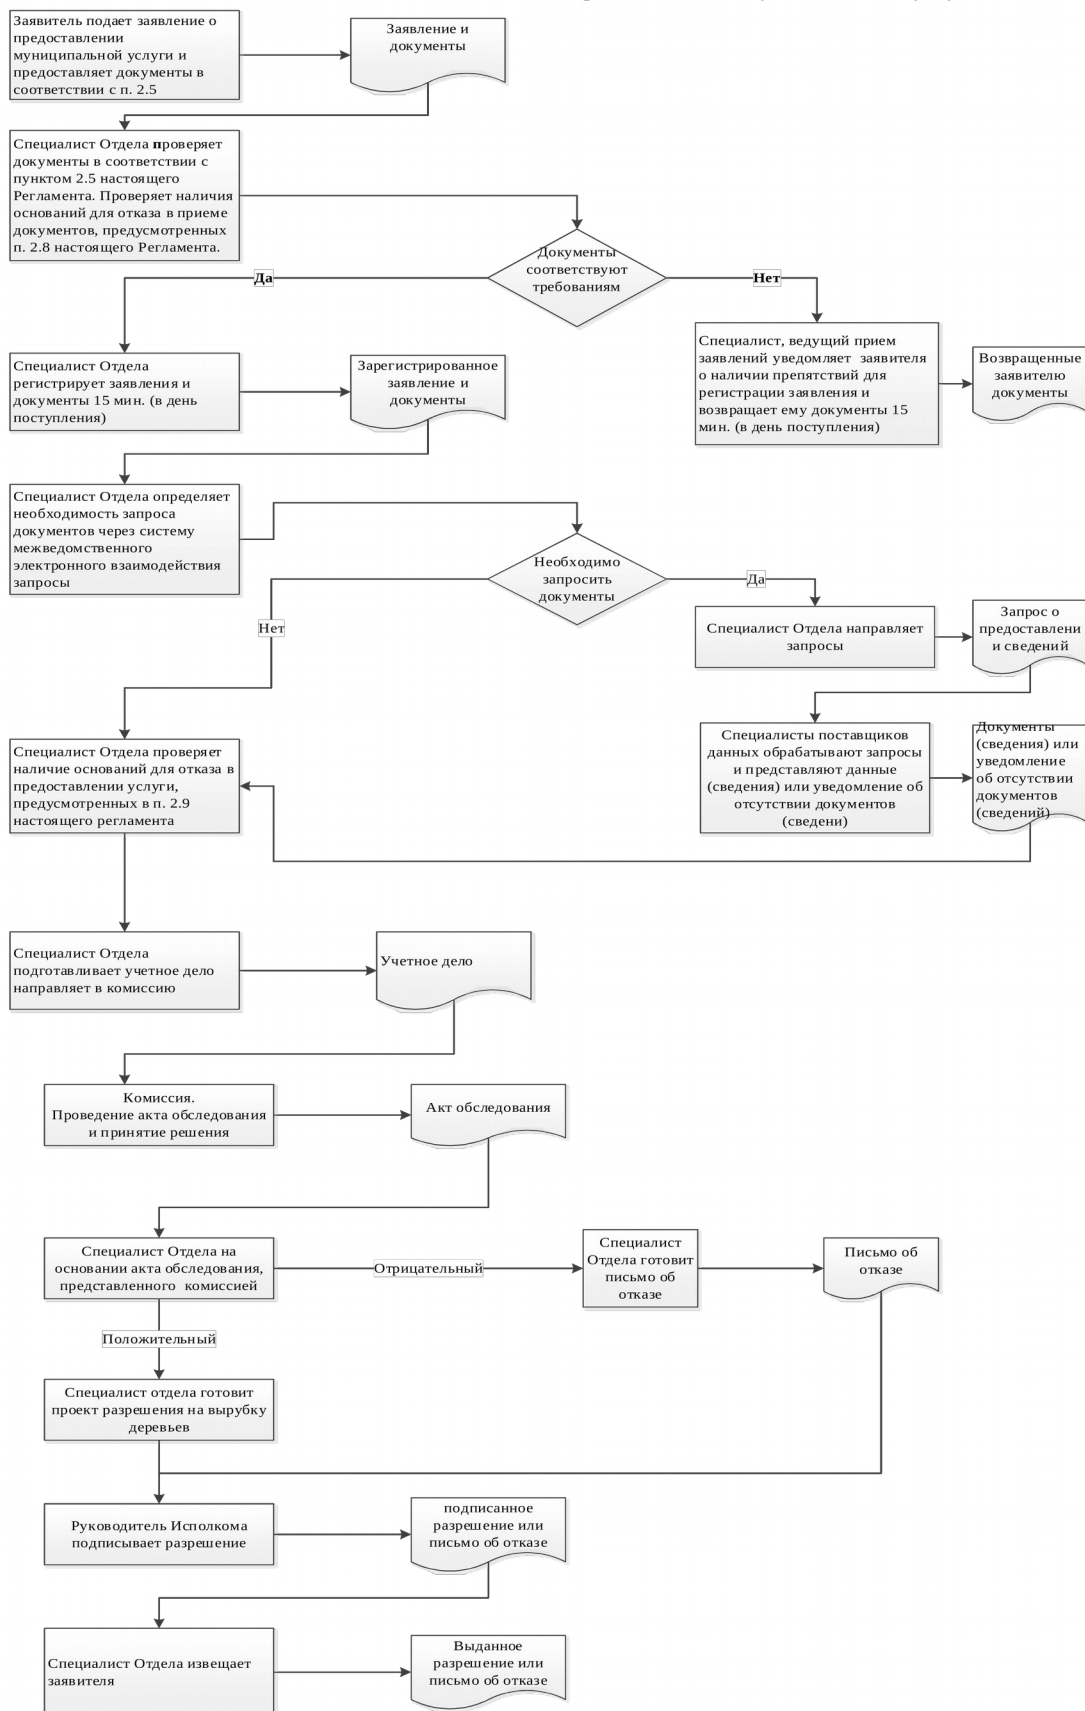 Заявитель подает заявление о
предоставлении
муниципальной услуги и
предоставляет документы в
соответствии с п. 2.5
Заявление и
документы
Специалист Отдела проверяет
документы в соответствии с
пунктом 2.5 настоящего
Регламента. Проверяет наличия
оснований для отказа в приеме
документов, предусмотренных
п. 2.8 настоящего Регламента.
Документы
соответствуют
требованиям
Да
Нет
Специалист Отдела
регистрирует заявления и
документы 15 мин. (в день
поступления)
Зарегистрированное
заявление и
документы
Специалист, ведущий прием
заявлений уведомляет заявителя
о наличии препятствий для
регистрации заявления и
возвращает ему документы 15
мин. (в день поступления)
Возвращенные
заявителю
документы
Специалист Отдела определяет
необходимость запроса
документов через систему
межведомственного
электронного взаимодействия
запросы
Необходимо
запросить
документы
Да
Нет
Специалист Отдела направляет
запросы
Запрос о
предоставлени
и сведений
Специалист Отдела проверяет
наличие оснований для отказа в
предоставлении услуги,
предусмотренных в п. 2.9
настоящего регламента
Специалисты поставщиков
данных обрабатывают запросы
и представляют данные
(сведения) или уведомление об
отсутствии документов
(сведени)
Документы
(сведения) или
уведомление
об отсутствии
документов
(сведений)
Специалист Отдела
подготавливает учетное дело
направляет в комиссию
Учетное дело
Комиссия.
Проведение акта обследования
и принятие решения
Акт обследования
Специалист Отдела на
основании акта обследования,
представленного комиссией
Отрицательный
Специалист
Отдела готовит
письмо об
отказе
Письмо об
отказе
Положительный
Специалист отдела готовит
проект разрешения на вырубку
деревьев
Руководитель Исполкома
подписывает разрешение
подписанное
разрешение или
письмо об отказе
Специалист Отдела извещает
заявителя
Выданное
разрешение или
письмо об отказе